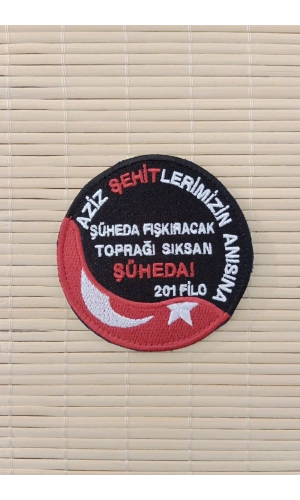 AZİZ ŞEHİTLERİMİZİN ANISINA
ŞÜHEDA FIŞKIRACAK
TOPRAĞI SIKSAN
ŞÜHEDA!
201 FİLO